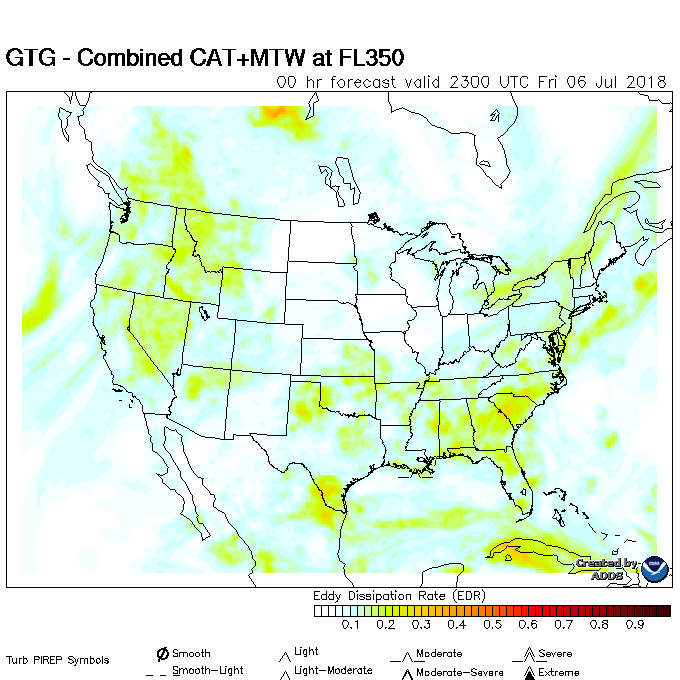 GTG - Combined CAT+MTW at FL350
00 hr forecast valid 2300 UTC Fri 06 Jul 2018
Created by
ADDS
Eddy Dissipation Rate (EDR)
0.1 0.2 0.3 0.4 0.5 0.6 0.7 0.8 0.9
Turb PIREP Symbols
Smooth
Light
Moderate
Severe
Smooth-Light
Light-Moderate
Moderate-Severe
Extreme